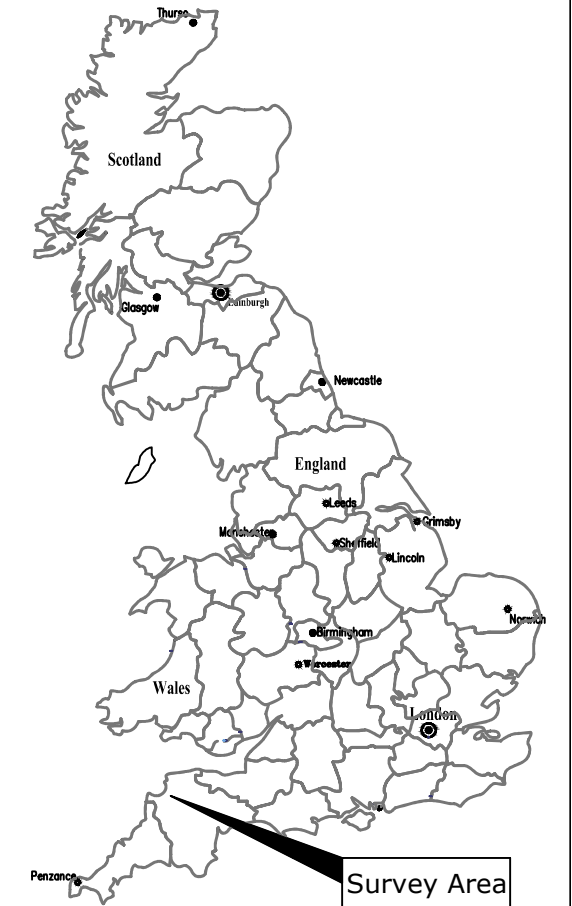 Thurso
Scotland
Edinburgh
Glasgow
Newcastle
England
Leeds
Grimsby
Manchester
Sheffield
Lincoln
Norwich
Birmingham
Worcester
Wales
London
Penzance
Survey Area